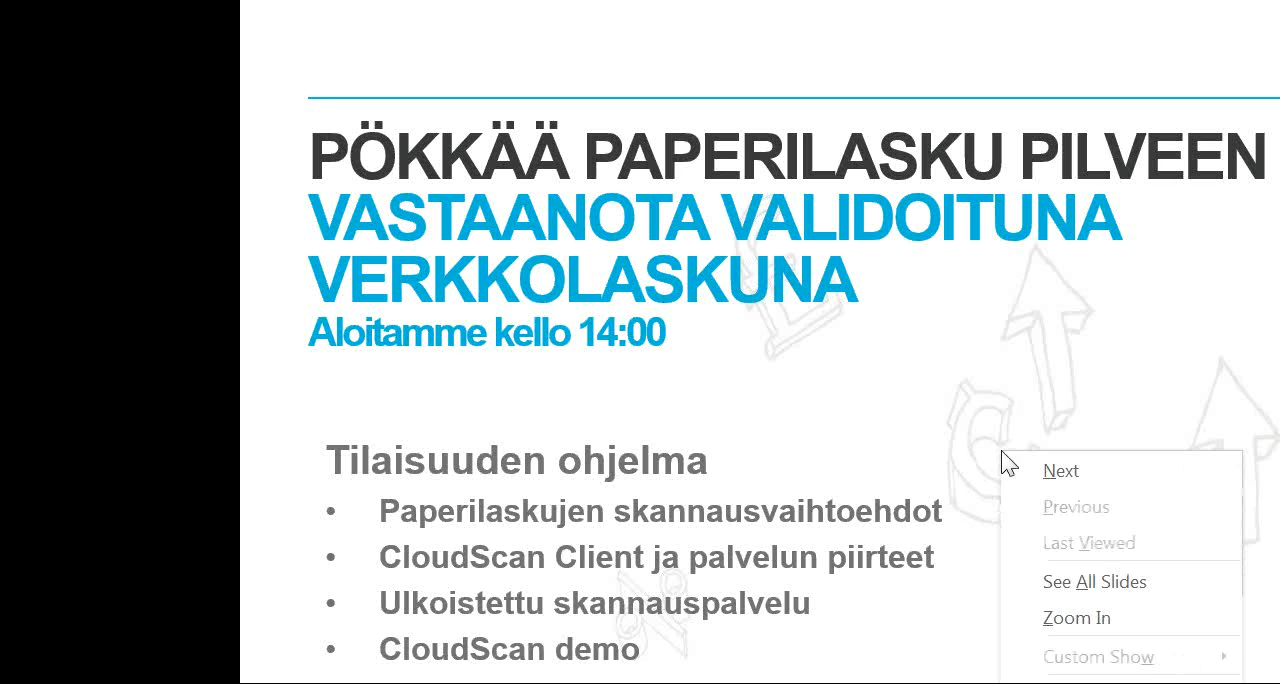 PÖKKÄÄ PAPERILASKU PILVEEN
VASTAANOTA VALIDOITUNA
VERKKOLASKUNA
Aloitamme kello 14:00
Tilaisuuden ohjelma
• Paperilaskujen skannausvaihtoehdot
• CloudScan Client ja palvelun piirteet
• Ulkoistettu skannauspalvelu
• CloudScan demo
Next
Previous
Last Viewed
See All Slides
Zoom In
Custom Show